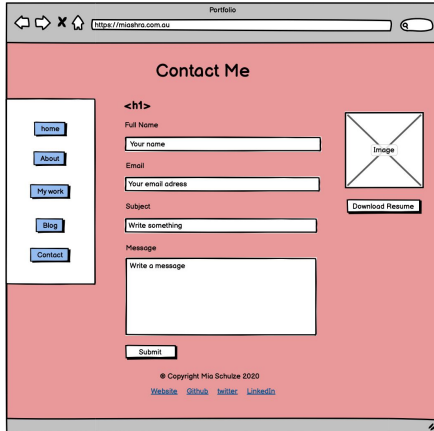 Portfolio
https://miashra.com.au
Contact Me
<h1>
home
About
My work
Blog
Contact
Full Name
Your name
Email
Your email adress
Subject
Write something
Message
Write a message
Submit
Image
Download Resume
© Copyright Mia Schulze 2020
Website Github twitter LinkedIn